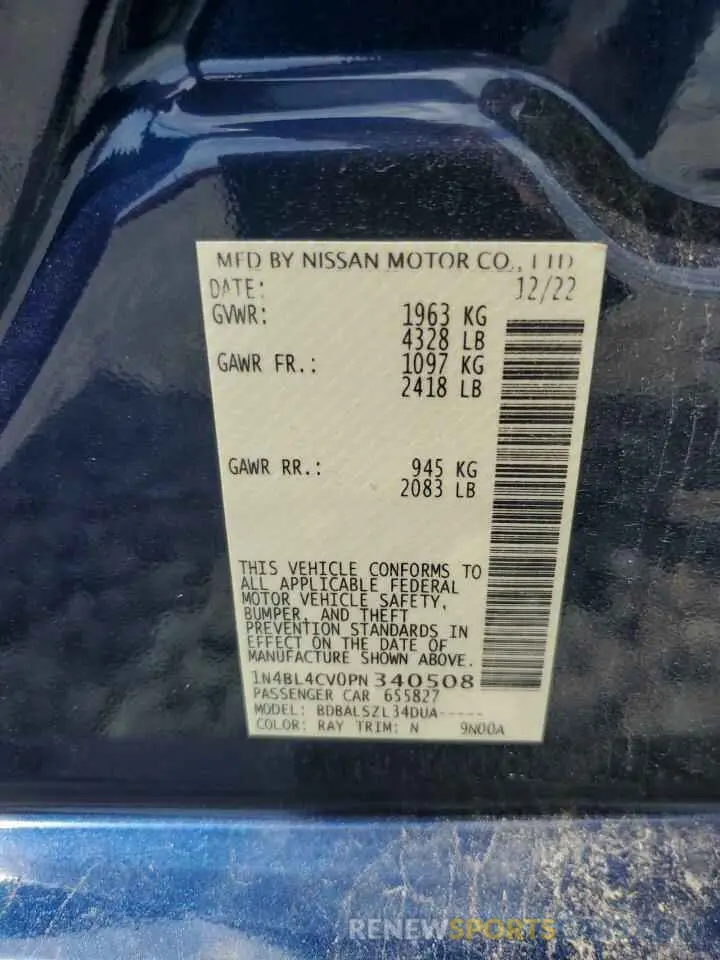 MFD BY NISSAN MOTOR CO., LTD
DATE: 12/22
GVWR: 1963 KG
4328 LB
GAWR FR.: 1097 KG
2418 LB
GAWR RR.: 945 KG
2083 LB
THIS VEHICLE CONFORMS TO
ALL APPLICABLE FEDERAL
MOTOR VEHICLE SAFETY,
BUMPER, AND THEFT
PREVENTION STANDARDS IN
EFFECT ON THE DATE OF
MANUFACTURE SHOWN ABOVE.
1N4BL4CV0PN340508
PASSENGER CAR 655827
MODEL: BDBALSZL34DUA-----
COLOR: RAY TRIM: N 9N00A
RENEWSPORTSCARS.COM